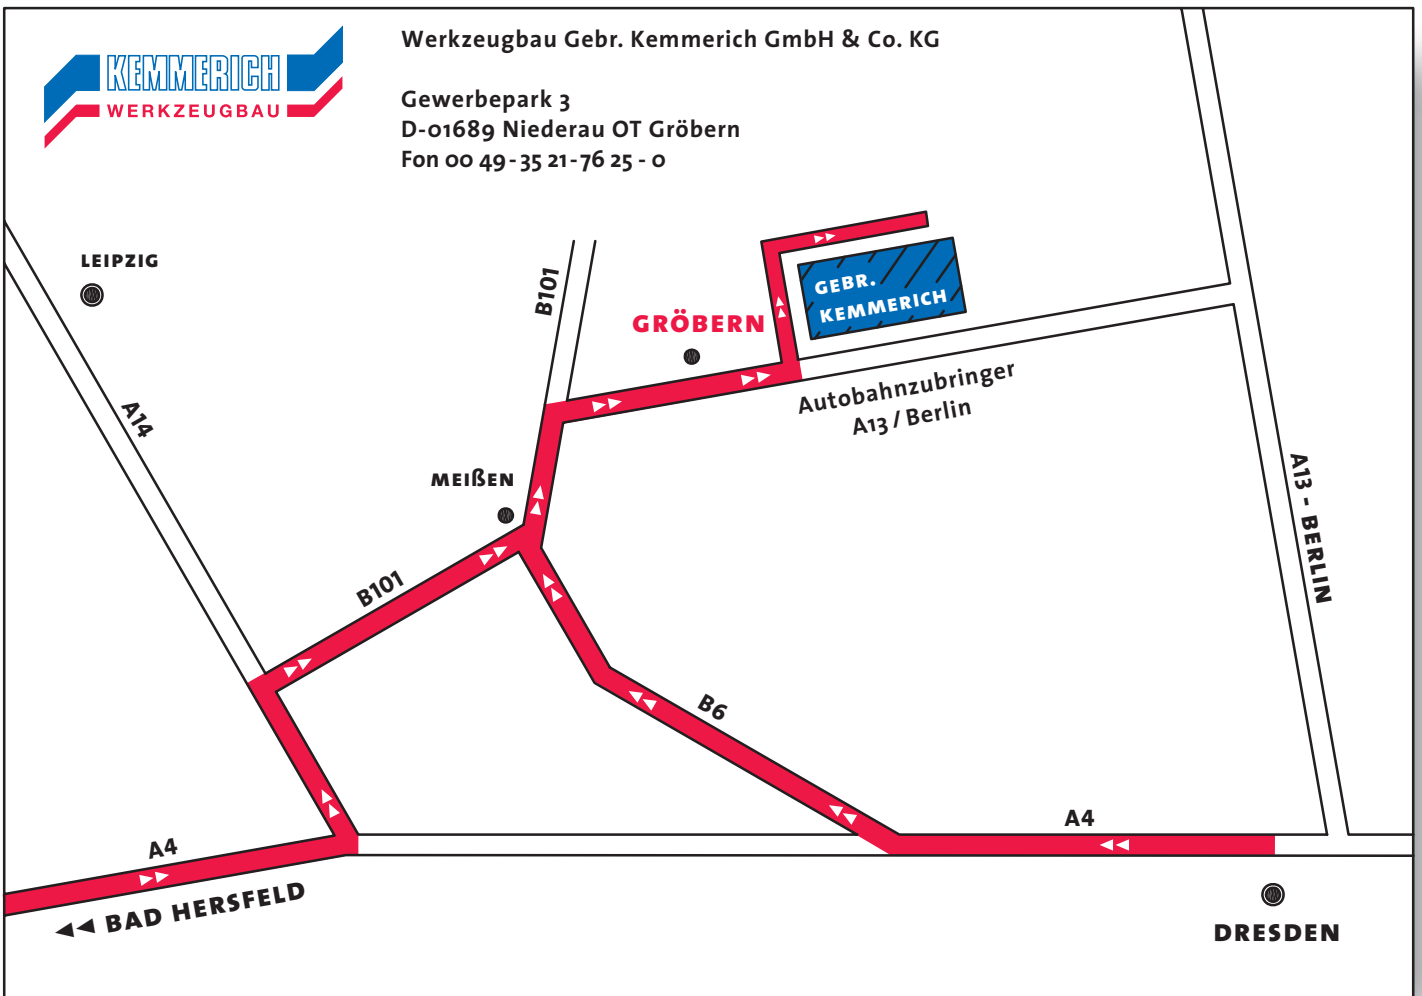 KEMMERICH
WERKZEUGBAU
Werkzeugbau Gebr. Kemmerich GmbH & Co. KG
Gewerbepark 3
D-01689 Niederau OT Gröbern
Fon 00 49-35 21-76 25 - 0
LEIPZIG
B101
GEBR.
KEMMERICH
GRÖBERN
Autobahnzubringer
A13 / Berlin
A14
MEIßEN
A13 - BERLIN
B101
B6
A4
A4
BAD HERSFELD
DRESDEN